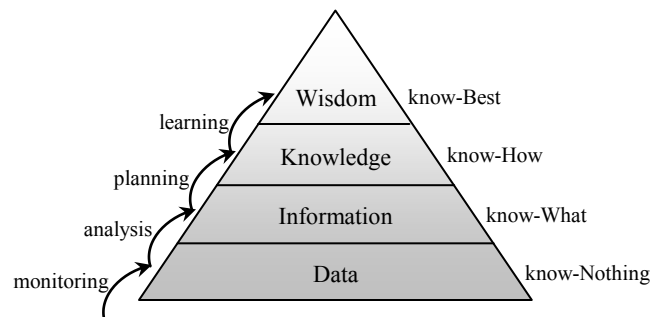 Wisdom know-Best
learning
Knowledge know-How
planning
Information know-What
analysis
Data know-Nothing
monitoring